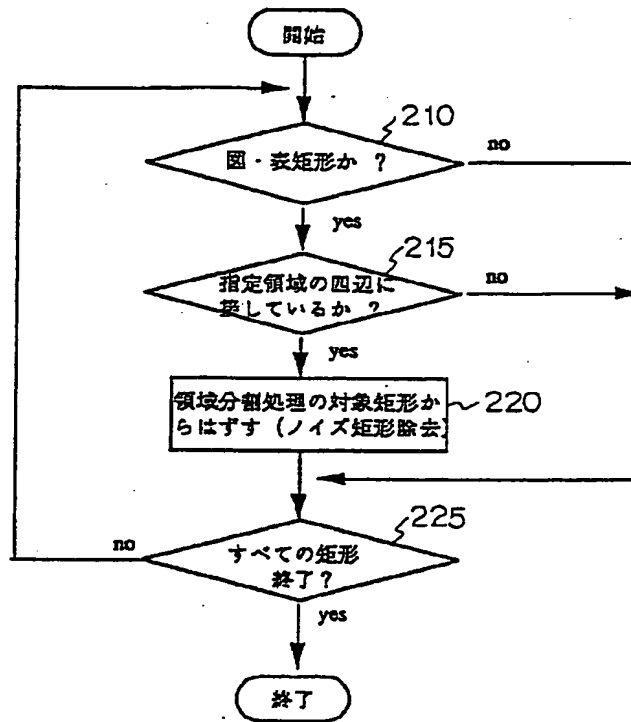 開始
210
図・表矩形か ?
no
yes
215
指定領域の四辺に
接しているか ?
no
yes
領域分割処理の対象矩形か
らはずす (ノイズ矩形除去)
220
225
すべての矩形
終了?
no
yes
終了